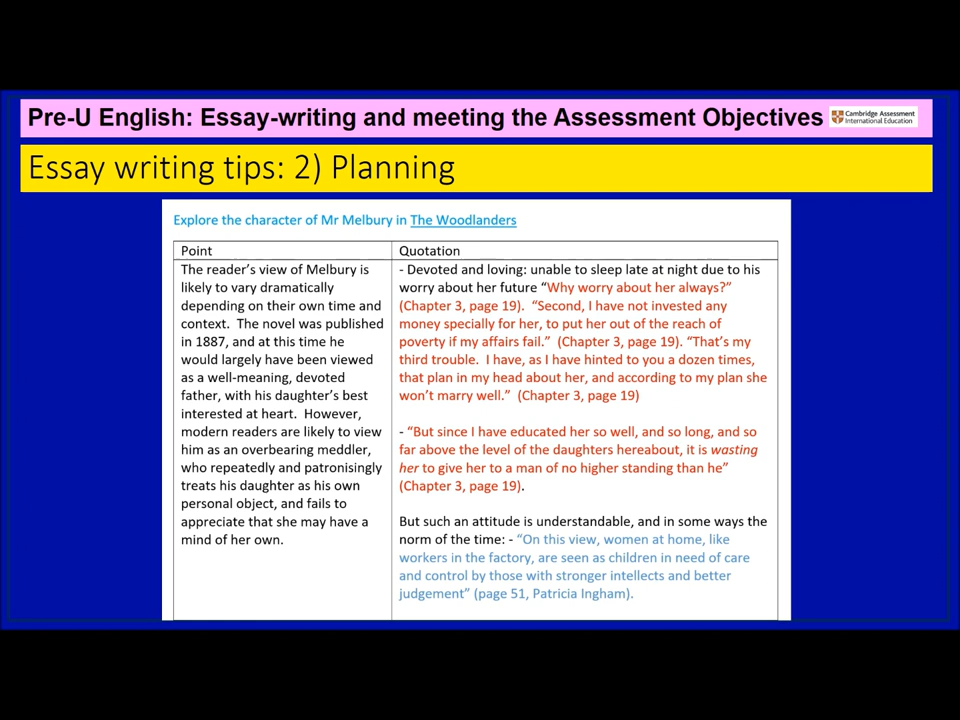 Pre-U English: Essay-writing and meeting the Assessment Objectives
Cambridge Assessment
International Education
Essay writing tips: 2) Planning
Explore the character of Mr Melbury in The Woodlanders
Point
The reader’s view of Melbury is
likely to vary dramatically
depending on their own time and
context.  The novel was published
in 1887, and at this time he
would largely have been viewed
as a well-meaning, devoted
father, with his daughter’s best
interested at heart.  However,
modern readers are likely to view
him as an overbearing meddler,
who repeatedly and patronisingly
treats his daughter as his own
personal object, and fails to
appreciate that she may have a
mind of her own.
Quotation
- Devoted and loving: unable to sleep late at night due to his
worry about her future “Why worry about her always?”
(Chapter 3, page 19).  “Second, I have not invested any
money specially for her, to put her out of the reach of
poverty if my affairs fail.”  (Chapter 3, page 19). “That’s my
third trouble.  I have, as I have hinted to you a dozen times,
that plan in my head about her, and according to my plan she
won’t marry well.”  (Chapter 3, page 19)
- “But since I have educated her so well, and so long, and so
far above the level of the daughters hereabout, it is wasting
her to give her to a man of no higher standing than he”
(Chapter 3, page 19).
But such an attitude is understandable, and in some ways the
norm of the time: - “On this view, women at home, like
workers in the factory, are seen as children in need of care
and control by those with stronger intellects and better
judgement” (page 51, Patricia Ingham).